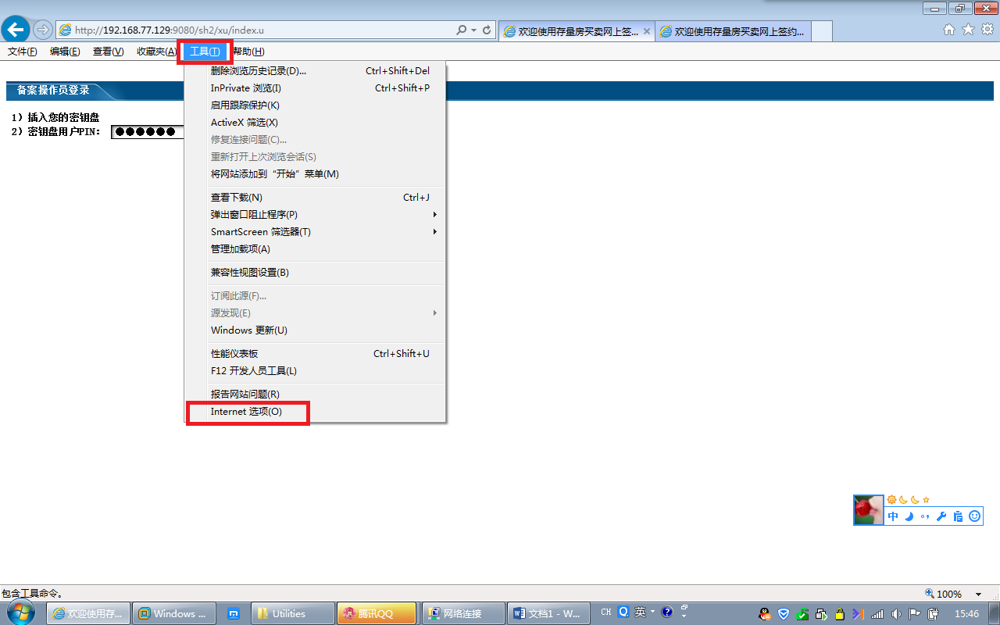 http://192.168.77.129:9080/sh2/xu/index.u
欢迎使用存量房买卖网上签...
欢迎使用存量房买卖网上签约...
文件(F) 编辑(E) 查看(V) 收藏夹(A) 工具(T) 帮助(H)
备案操作员登录
1）插入您的密钥盘
2）密钥盘用户PIN：
删除浏览历史记录(D)... Ctrl+Shift+Del
InPrivate 浏览(I) Ctrl+Shift+P
启用跟踪保护(K)
ActiveX 筛选(X)
修复连接问题(C)...
重新打开上次浏览会话(S)
将网站添加到“开始”菜单(M)
查看下载(N) Ctrl+J
弹出窗口阻止程序(P)
SmartScreen 筛选器(T)
管理加载项(A)
兼容性视图设置(B)
订阅此源(F)...
源发现(E)
Windows 更新(U)
性能仪表板 Ctrl+Shift+U
F12 开发人员工具(L)
报告网站问题(R)
Internet 选项(O)
中
包含工具命令。
100%
欢迎使用存... Windows ... Utilities 腾讯QQ 网络连接 文档1 - W... CH 英 15:46